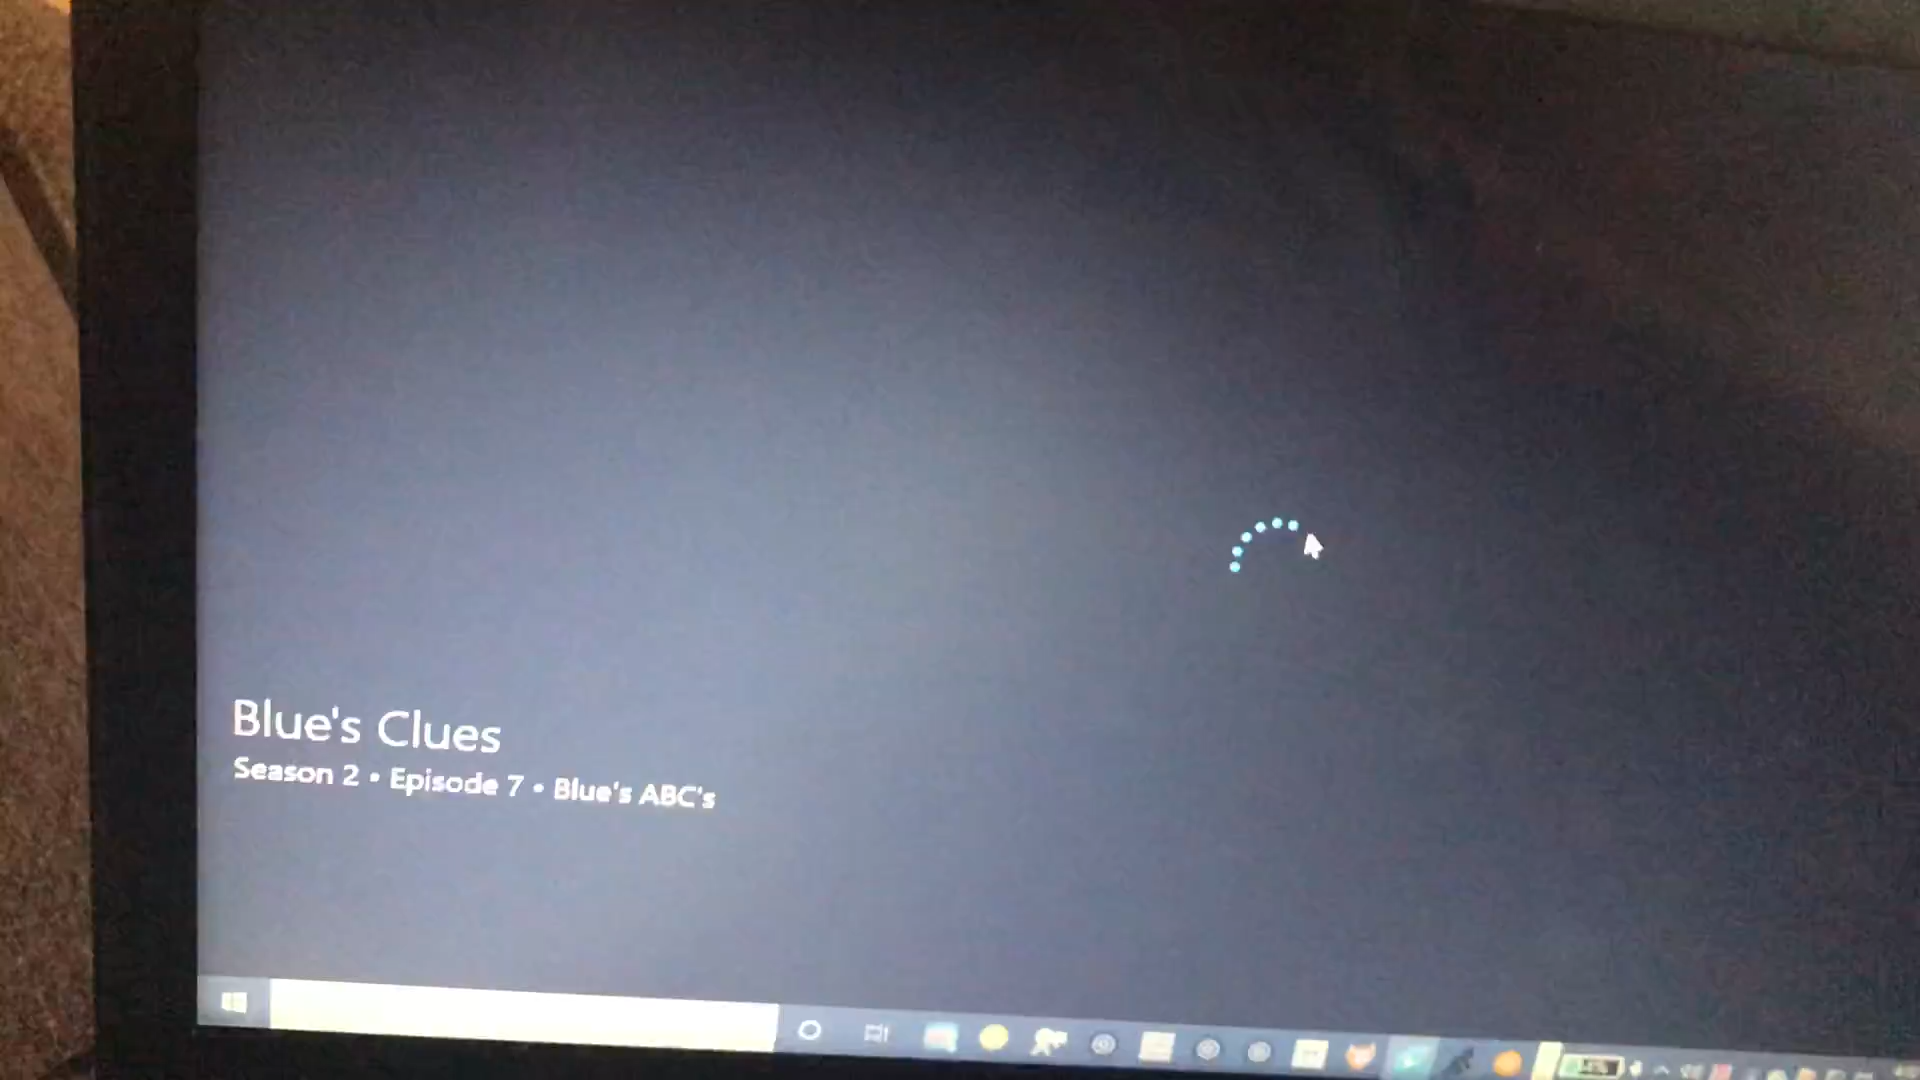 Blue's Clues
Season 2 • Episode 7 • Blue's ABC's